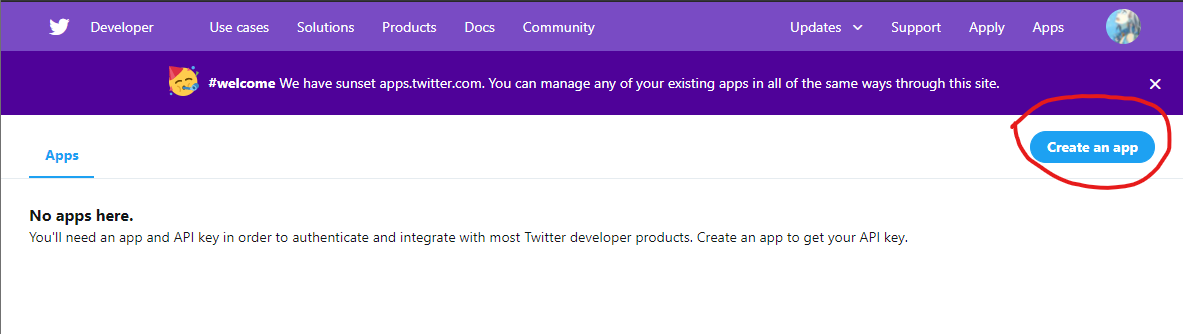 Developer Use cases Solutions Products Docs Community Updates Support Apply Apps
#welcome We have sunset apps.twitter.com. You can manage any of your existing apps in all of the same ways through this site.
Apps Create an app
No apps here.
You'll need an app and API key in order to authenticate and integrate with most Twitter developer products. Create an app to get your API key.